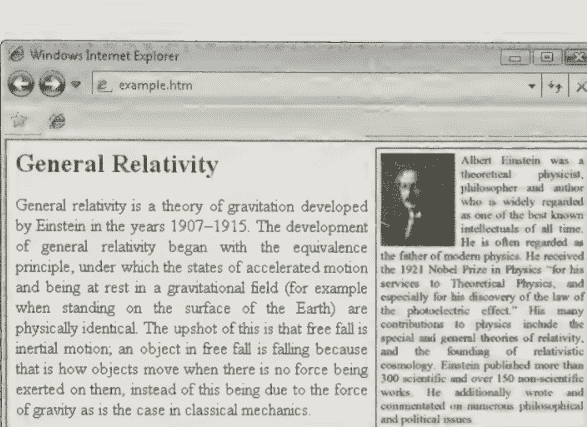 Windows Internet Explorer
example.htm
General Relativity
General relativity is a theory of gravitation developed
by Einstein in the years 1907–1915. The development
of general relativity began with the equivalence
principle, under which the states of accelerated motion
and being at rest in a gravitational field (for example
when standing on the surface of the Earth) are
physically identical. The upshot of this is that free fall is
inertial motion; an object in free fall is falling because
that is how objects move when there is no force being
exerted on them, instead of this being due to the force
of gravity as is the case in classical mechanics.
Albert Einstein was a
theoretical physicist,
philosopher and author
who is widely regarded
as one of the best known
intellectuals of all time.
He is often regarded as
the father of modern physics. He received
the 1921 Nobel Prize in Physics "for his
services to Theoretical Physics, and
especially for his discovery of the law of
the photoelectric effect." His many
contributions to physics include the
special and general theories of relativity,
and the founding of relativistic
cosmology. Einstein published more than
300 scientific and over 150 non-scientific
works. He additionally wrote and
commentated on numerous philosophical
and political issues